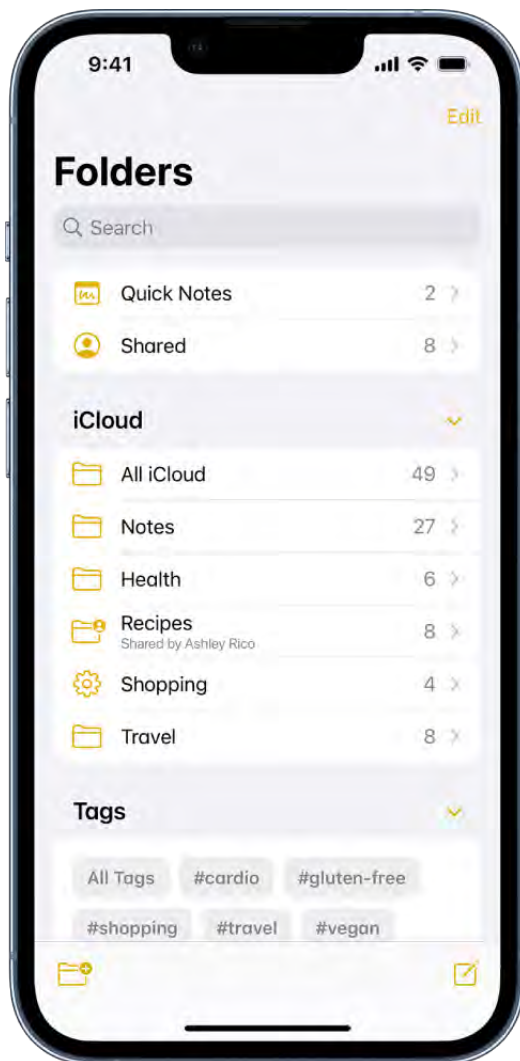 9:41
Edit
Folders
Search
Quick Notes 2
Shared 8
iCloud
All iCloud 49
Notes 27
Health 6
Recipes 8
Shared by Ashley Rico
Shopping 4
Travel 8
Tags
All Tags #cardio #gluten-free
#shopping #travel #vegan